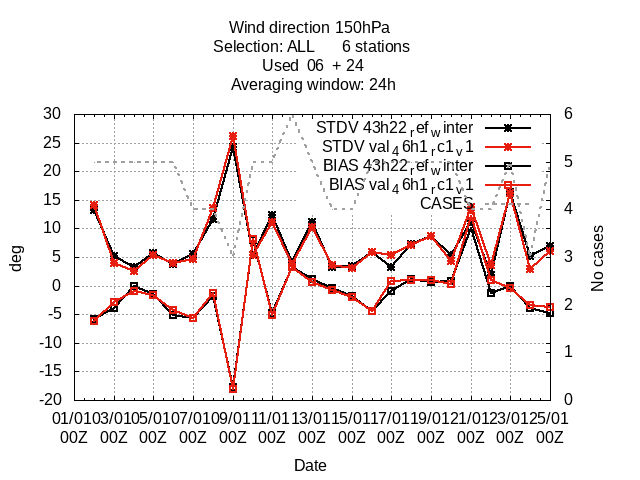 Wind direction 150hPa
Selection: ALL 6 stations
Used 06 + 24
Averaging window: 24h
30
25
20
15
10
5
0
-5
-10
-15
-20
deg
6
5
4
3
2
1
0
No cases
STDV 43h22_ref_winter
STDV val_46h1_rc1_v1
BIAS 43h22_ref_winter
BIAS val_46h1_rc1_v1
CASES
01/01 03/01 05/01 07/01 09/01 11/01 13/01 15/01 17/01 19/01 21/01 23/01 25/01
00Z 00Z 00Z 00Z 00Z 00Z 00Z 00Z 00Z 00Z 00Z 00Z 00Z
Date